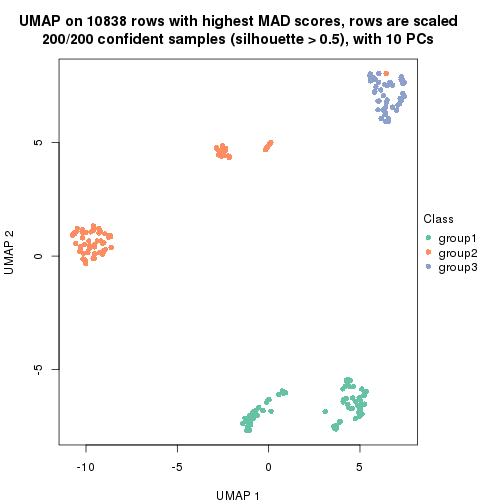 UMAP on 10838 rows with highest MAD scores, rows are scaled
200/200 confident samples (silhouette > 0.5), with 10 PCs
5
0
-5
UMAP 2
Class
group1
group2
group3
-10
-5
0
5
UMAP 1